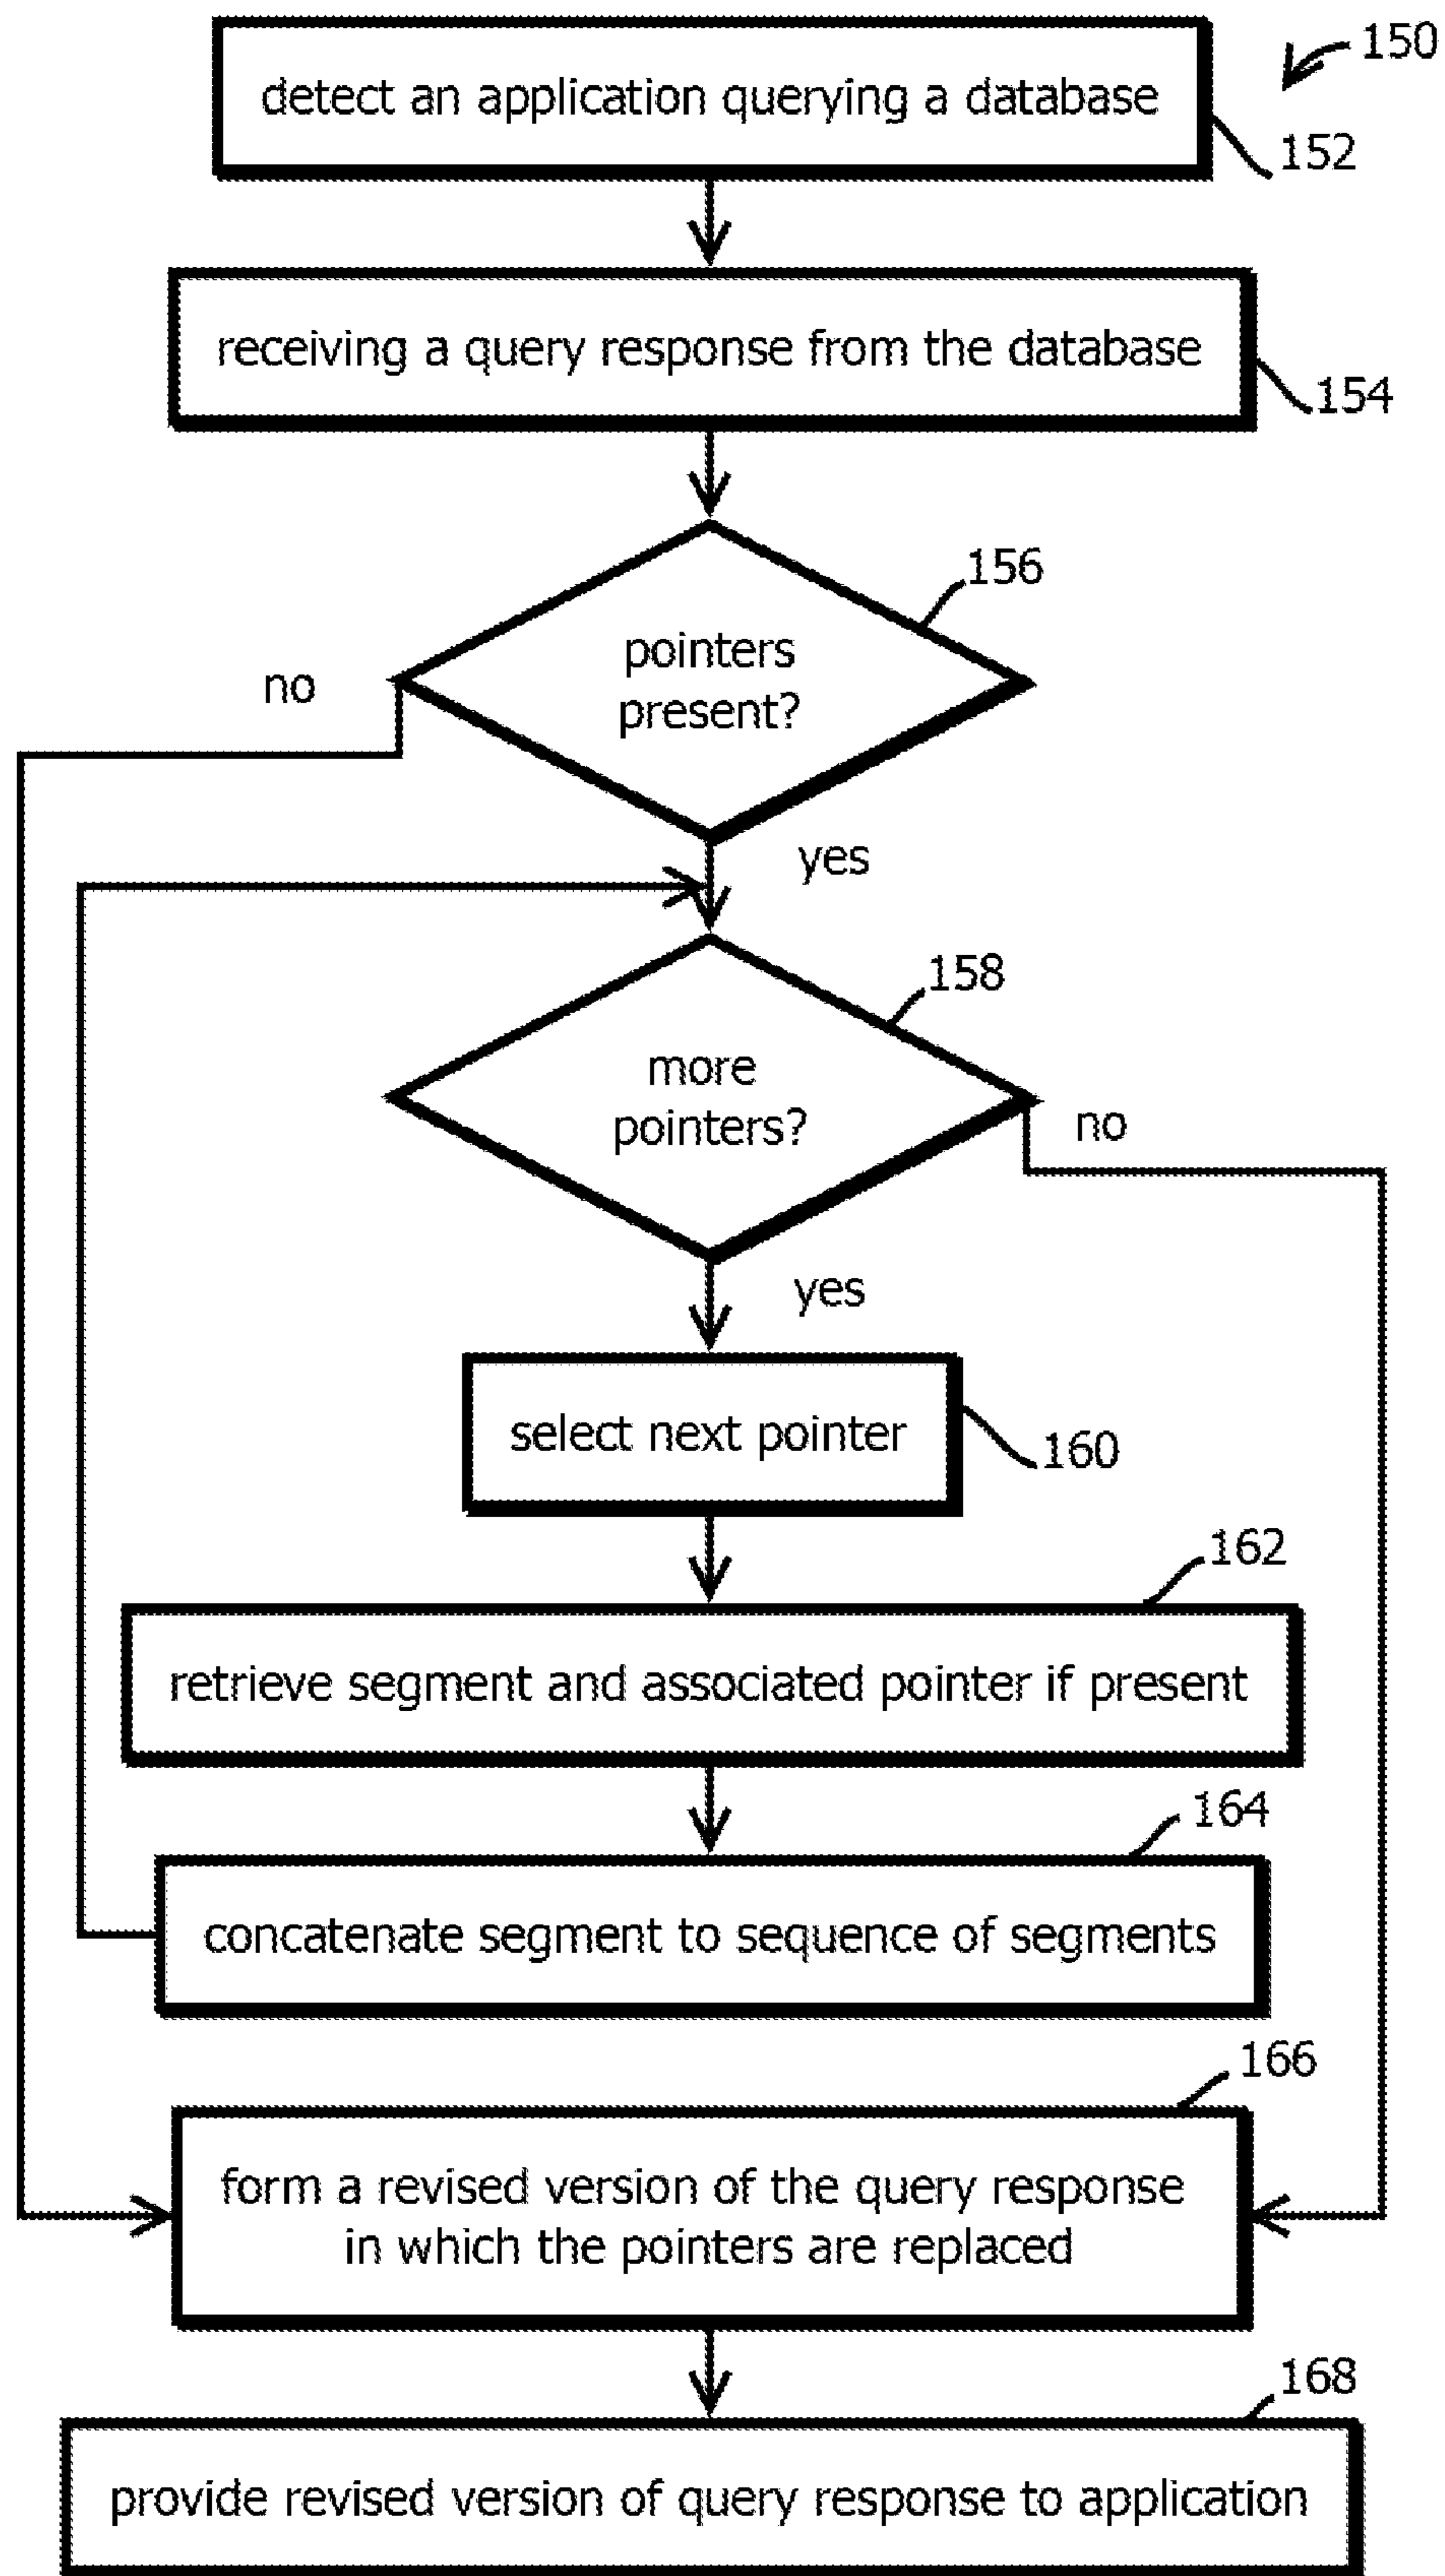 150
detect an application querying a database
152
receiving a query response from the database
154
156
pointers
present?
no
yes
158
more
pointers?
no
yes
select next pointer
160
162
retrieve segment and associated pointer if present
164
concatenate segment to sequence of segments
166
form a revised version of the query response
in which the pointers are replaced
168
provide revised version of query response to application